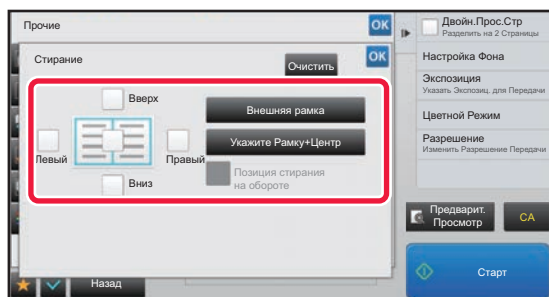 Прочие
OK
Стирание
Очистить
OK
Вверх
Левый
Правый
Вниз
Внешняя рамка
Укажите Рамку+Центр
Позиция стирания
на обороте
Назад
Двойн.Прос.Стр
Разделить на 2 Страницы
Настройка Фона
Экспозиция
Указать Экспозиц. для Передачи
Цветной Режим
Разрешение
Изменить Разрешение Передачи
Предварит.
Просмотр
CA
Старт